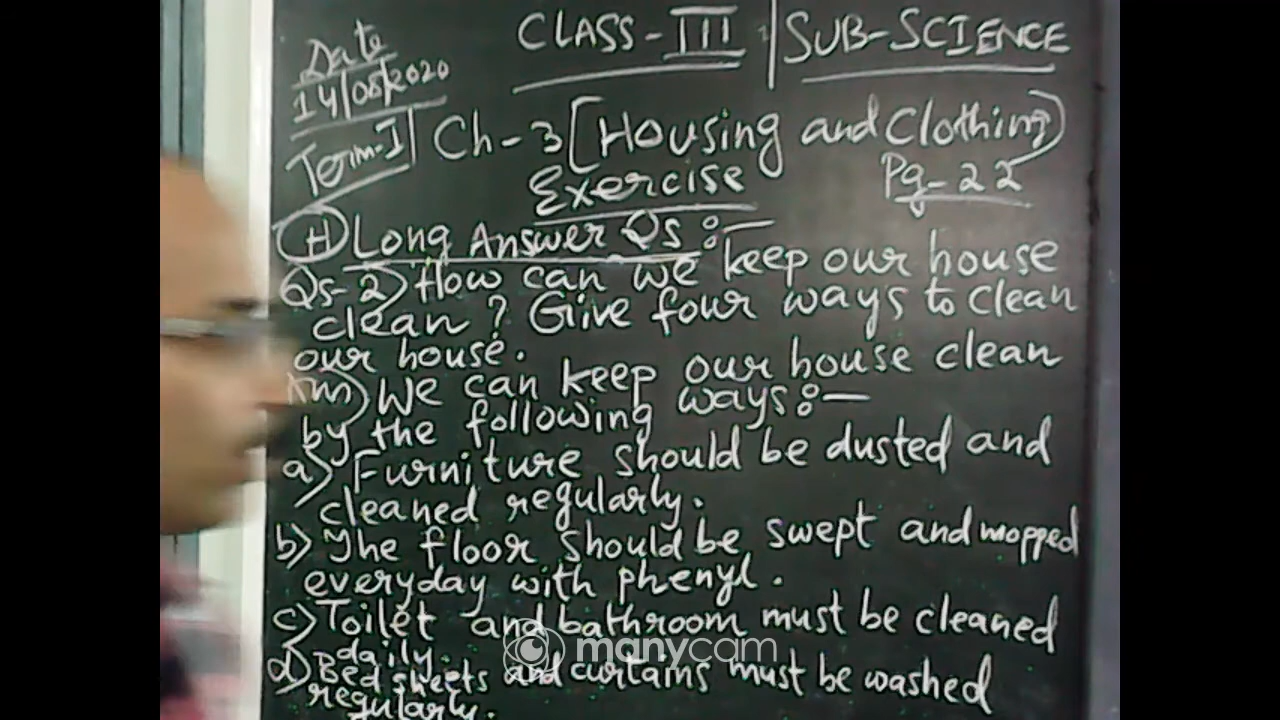 Date
14/08/2020
CLASS-III | SUB-SCIENCE
Term-I Ch-3 [Housing and Clothing]
Exercise
Pg-22
(H) Long Answer Qs:-
Qs-2) How can we keep our house
clean? Give four ways to clean
our house.
Ans) We can keep our house clean
by the following ways:-
a) Furniture should be dusted and
cleaned regularly.
b) The floor should be swept and mopped
everyday with phenyl.
c) Toilet and bathroom must be cleaned
daily.
d) Bed sheets and curtains must be washed
regularly.
manycam